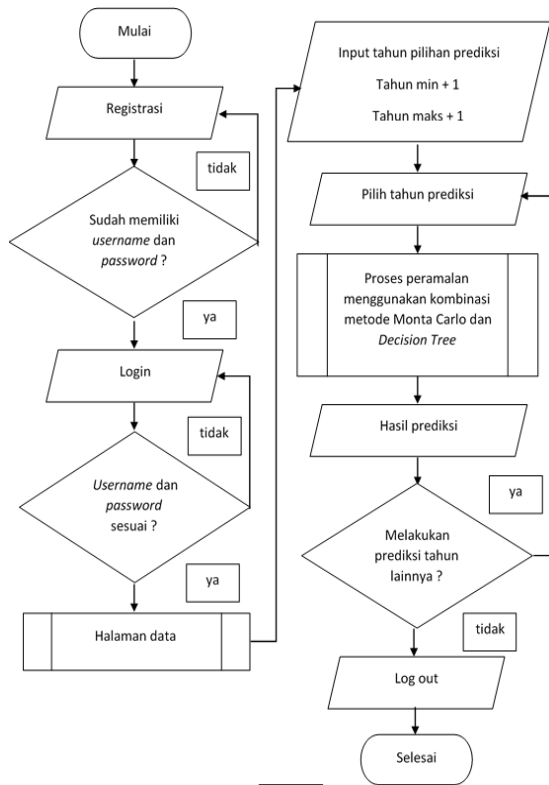 Mulai
Registrasi
tidak
Sudah memiliki
username dan
password ?
ya
Login
tidak
Username dan
password
sesuai ?
ya
Halaman data
Input tahun pilihan prediksi
Tahun min + 1
Tahun maks + 1
Pilih tahun prediksi
Proses peramalan
menggunakan kombinasi
metode Monta Carlo dan
Decision Tree
Hasil prediksi
ya
Melakukan
prediksi tahun
lainnya ?
tidak
Log out
Selesai